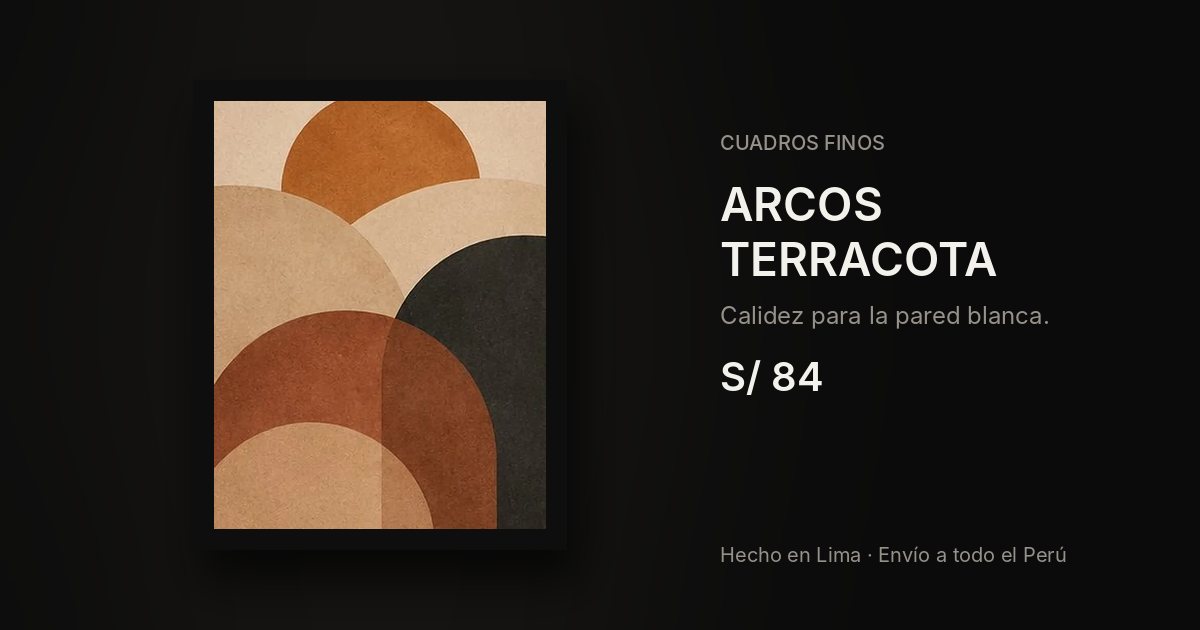 CUADROS FINOS
ARCOS
TERRACOTA
Calidez para la pared blanca.
S/ 84
Hecho en Lima · Envío a todo el Perú